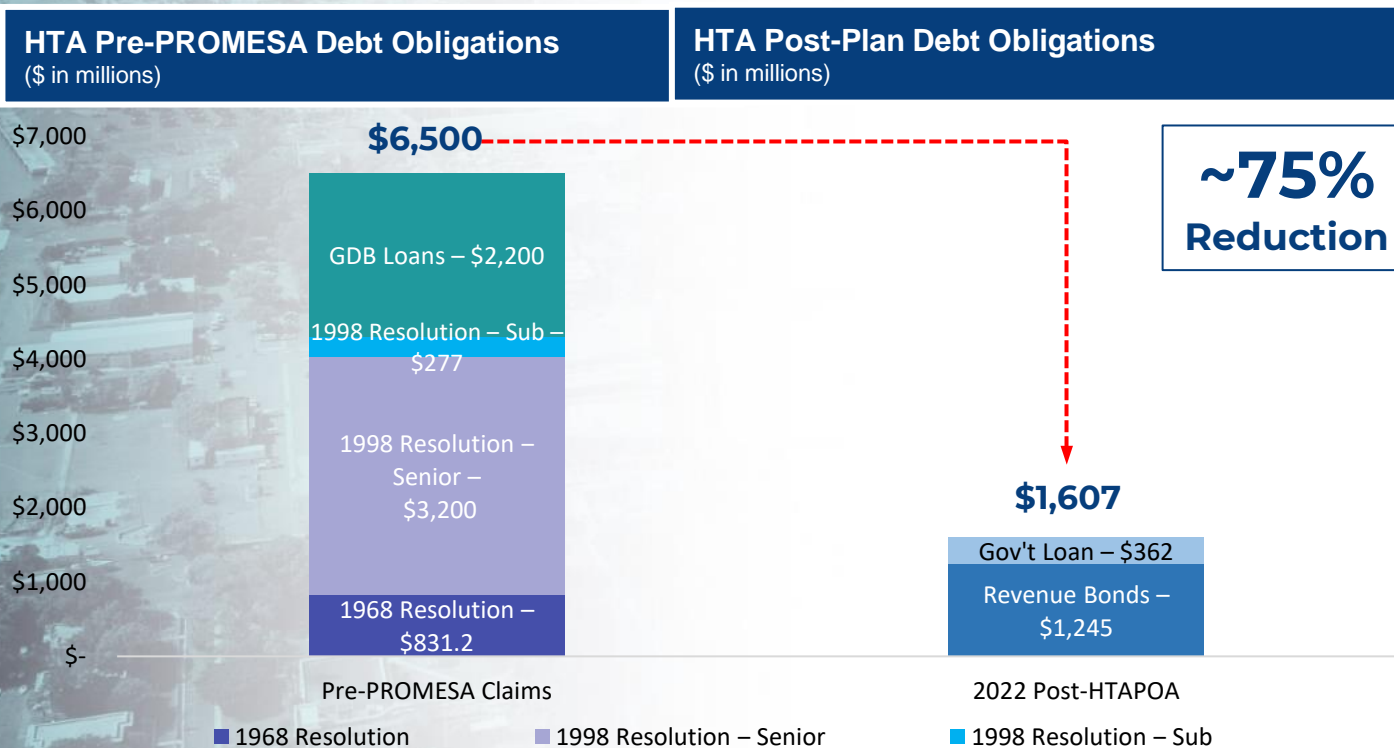 HTA Pre-PROMESA Debt Obligations
($ in millions)
HTA Post-Plan Debt Obligations
($ in millions)
$7,000
$6,000
$5,000
$4,000
$3,000
$2,000
$1,000
$-
$6,500
GDB Loans – $2,200
1998 Resolution – Sub –
$277
1998 Resolution –
Senior –
$3,200
1968 Resolution –
$831.2
~75%
Reduction
$1,607
Gov't Loan – $362
Revenue Bonds –
$1,245
Pre-PROMESA Claims
2022 Post-HTAPOA
1968 Resolution
1998 Resolution – Senior
1998 Resolution – Sub